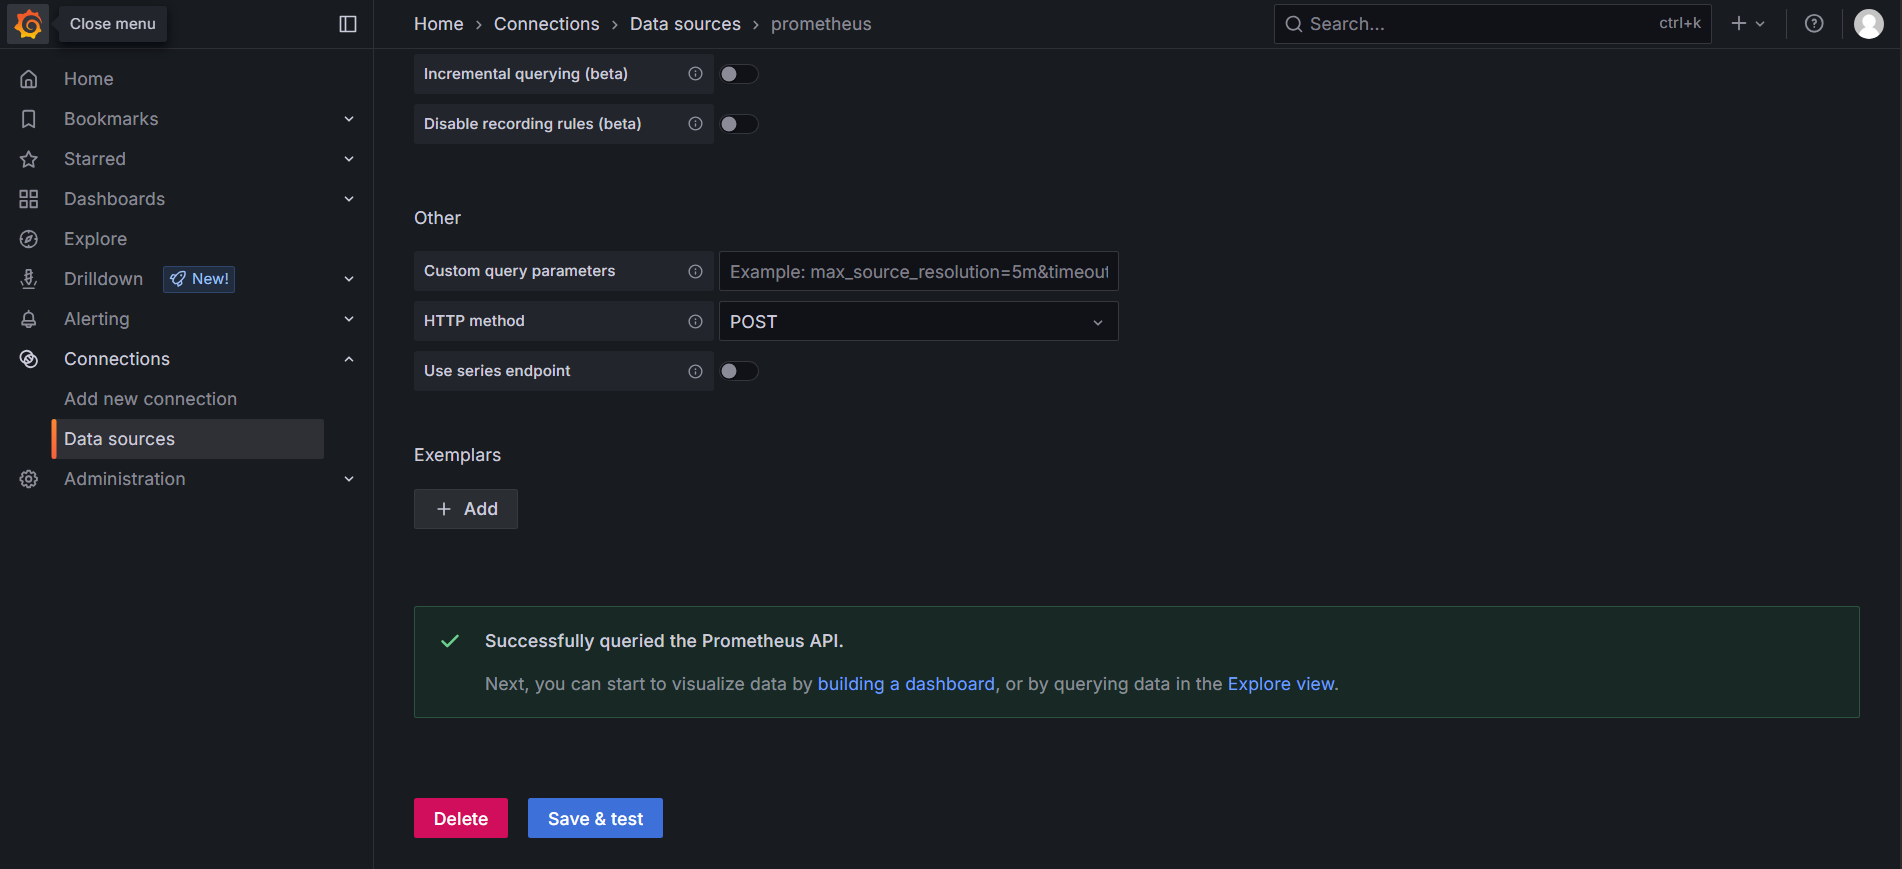 Close menu
Home › Connections › Data sources › prometheus
Search...
ctrl+k
Home
Bookmarks
Starred
Dashboards
Explore
Drilldown
New!
Alerting
Connections
Add new connection
Data sources
Administration
Incremental querying (beta)
Disable recording rules (beta)
Other
Custom query parameters
Example: max_source_resolution=5m&timeout
HTTP method
POST
Use series endpoint
Exemplars
+ Add
Successfully queried the Prometheus API.
Next, you can start to visualize data by building a dashboard, or by querying data in the Explore view.
Delete
Save & test